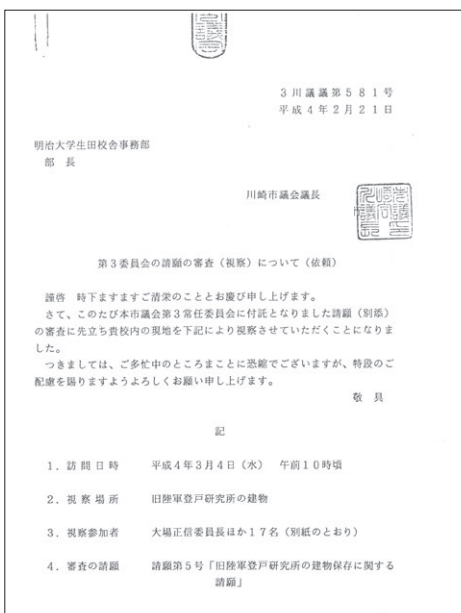 3川議議第581号
平成4年2月21日
明治大学生田校舎事務部
部 長
川崎市議会議長
第3委員会の請願の審査(視察)について(依頼)
謹啓 時下ますますご清栄のこととお慶び申し上げます。
さて、このたび本市議会第3常任委員会に付託となりました請願(別添)
の審査に先立ち貴校内の現地を下記により視察させていただくことになりま
した。
つきましては、ご多忙中のところまことに恐縮でございますが、特段のご
配慮を賜りますようよろしくお願い申し上げます。
敬 具
記
1.訪問日時 平成4年3月4日(水) 午前10時頃
2.視察場所 旧陸軍登戸研究所の建物
3.視察参加者 大場正信委員長ほか17名(別紙のとおり)
4.審査の請願 請願第5号「旧陸軍登戸研究所の建物保存に関する
請願」